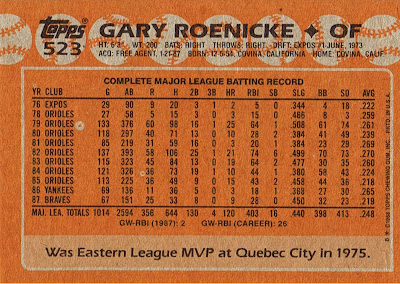 Topps
523
GARY ROENICKE ♦ OF
HT: 6'3" WT: 200 BATS: RIGHT THROWS: RIGHT DRFT: EXPOS #1-JUNE, 1973
ACQ: FREE AGENT, 1-21-87 BORN: 12-5-54, COVINA, CALIFORNIA HOME: COVINA, CALIF.
COMPLETE MAJOR LEAGUE BATTING RECORD
YR CLUB G AB R H 2B 3B HR RBI SB SLG BB SO AVG
76 EXPOS 29 90 9 20 3 1 2 5 0 .344 4 18 .222
78 ORIOLES 27 58 5 15 3 0 3 15 0 .466 8 3 .259
79 ORIOLES 133 376 60 98 16 1 25 64 1 .508 61 74 .261
80 ORIOLES 118 297 40 71 13 0 10 28 2 .384 41 49 .239
81 ORIOLES 85 219 31 59 16 0 3 20 1 .384 23 29 .269
82 ORIOLES 137 393 58 106 25 1 21 74 6 .499 70 73 .270
83 ORIOLES 115 323 45 84 13 0 19 64 2 .477 30 35 .260
84 ORIOLES 121 326 36 73 19 1 10 44 1 .380 58 43 .224
85 ORIOLES 113 225 36 49 9 0 15 43 2 .458 44 36 .218
86 YANKEES 69 136 11 36 5 0 3 18 1 .368 27 30 .265
87 BRAVES 67 151 25 33 8 0 9 28 0 .450 32 23 .219
MAJ. LEA. TOTALS 1014 2594 356 644 130 4 120 403 16 .440 398 413 .248
GW-RBI (1987): 2 GW-RBI (CAREER): 26
Was Eastern League MVP at Quebec City in 1975.
© 1988 TOPPS CHEWING GUM, INC. PRTD. IN U.S.A.